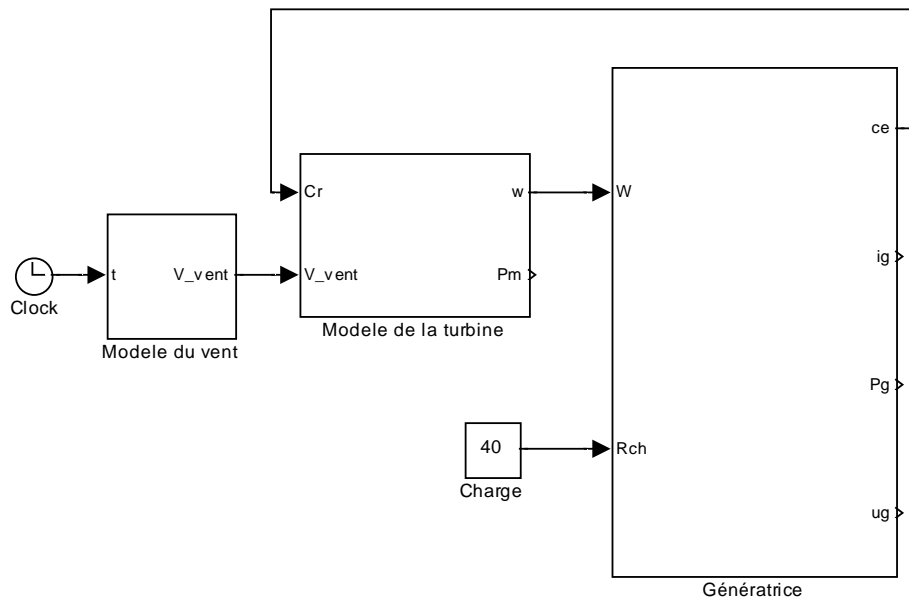 ce
Cr
w
W
ig
t
V_vent
V_vent
Pm
Clock
Modele de la turbine
Modele du vent
Pg
40
Rch
Charge
ug
Génératrice